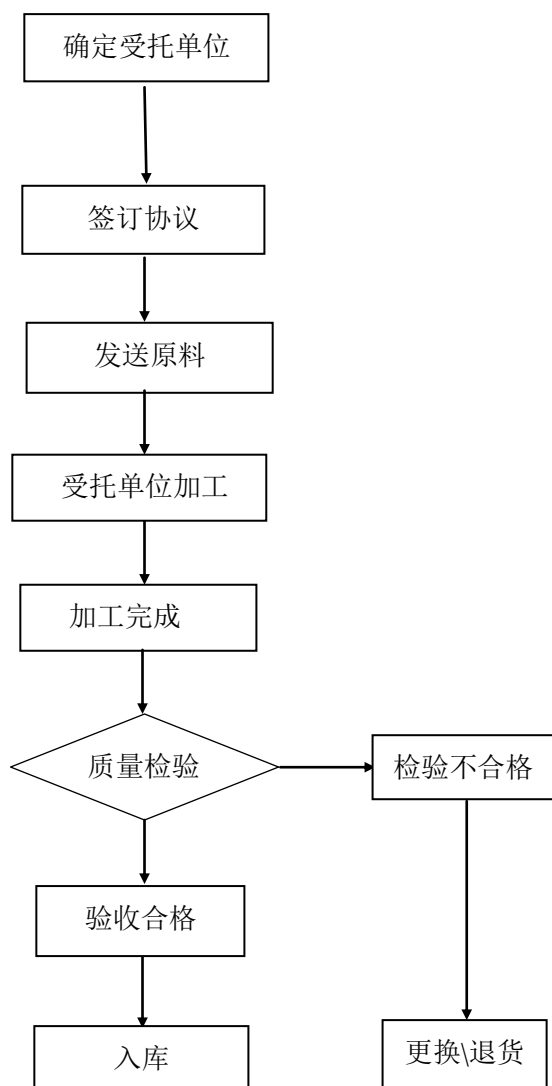 确定受托单位
签订协议
发送原料
受托单位加工
加工完成
质量检验
检验不合格
验收合格
入库
更换\退货